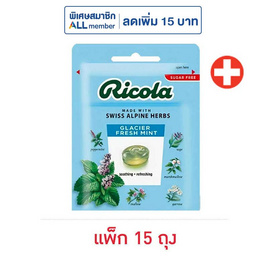 พิเศษสมาชิก
ALL member
ลดเพิ่ม 15 บาท
SUGAR FREE
Ricola
MADE WITH
SWISS ALPINE HERBS
GLACIER
FRESH MINT
soothing • refreshing
แพ็ก 15 ถุง